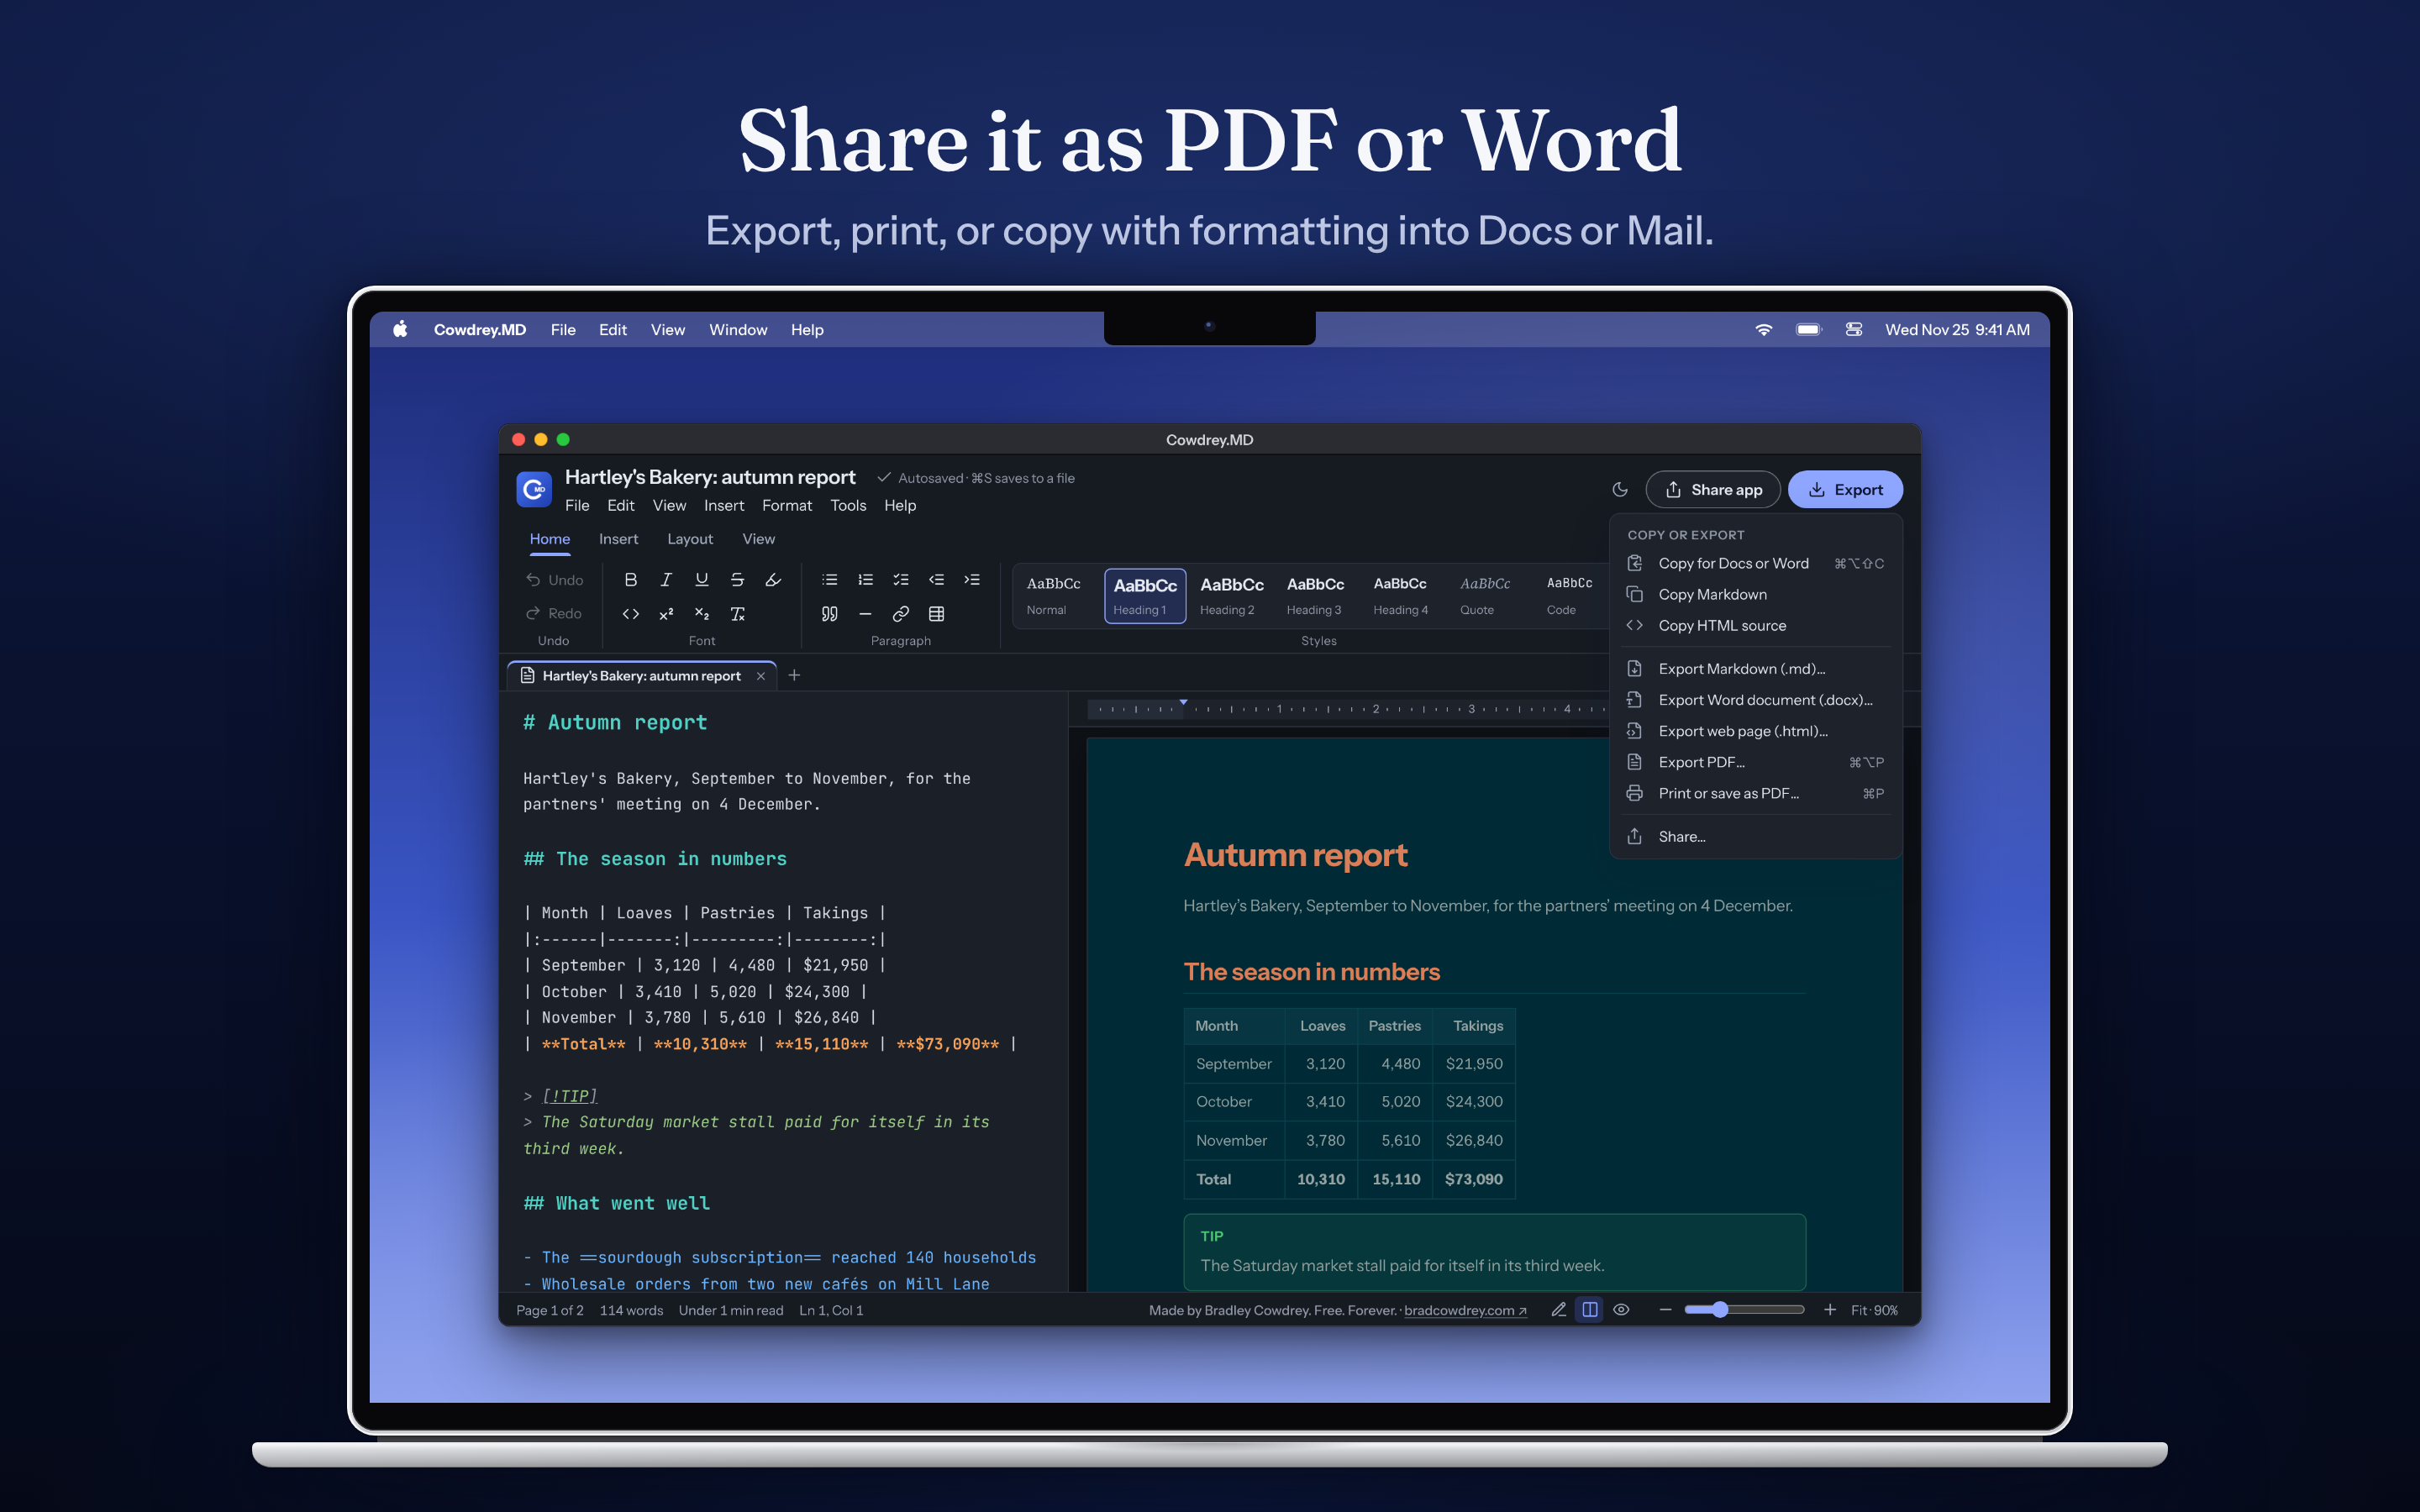 Share it as PDF or Word
Export, print, or copy with formatting into Docs or Mail.
Cowdrey.MD File Edit View Window Help
Wed Nov 25 9:41 AM
Cowdrey.MD
C MD
Hartley's Bakery: autumn report
Autosaved · ⌘S saves to a file
File Edit View Insert Format Tools Help
Share app
Export
Home Insert Layout View
Undo
Redo
Undo
Font
Paragraph
AaBbCc AaBbCc AaBbCc AaBbCc AaBbCc AaBbCc AaBbCc
Normal Heading 1 Heading 2 Heading 3 Heading 4 Quote Code
Styles
COPY OR EXPORT
Copy for Docs or Word ⌘⌥⇧C
Copy Markdown
Copy HTML source
Export Markdown (.md)...
Export Word document (.docx)...
Export web page (.html)...
Export PDF... ⌘⌥P
Print or save as PDF... ⌘P
Share...
Hartley's Bakery: autumn report
# Autumn report
Hartley's Bakery, September to November, for the
partners' meeting on 4 December.
## The season in numbers
| Month | Loaves | Pastries | Takings |
|:------|-------:|---------:|--------:|
| September | 3,120 | 4,480 | $21,950 |
| October | 3,410 | 5,020 | $24,300 |
| November | 3,780 | 5,610 | $26,840 |
| **Total** | **10,310** | **15,110** | **$73,090** |
> [!TIP]
> The Saturday market stall paid for itself in its
third week.
## What went well
- The ==sourdough subscription== reached 140 households
- Wholesale orders from two new cafés on Mill Lane
1 2 3 4
Autumn report
Hartley's Bakery, September to November, for the partners' meeting on 4 December.
The season in numbers
Month Loaves Pastries Takings
September 3,120 4,480 $21,950
October 3,410 5,020 $24,300
November 3,780 5,610 $26,840
Total 10,310 15,110 $73,090
TIP
The Saturday market stall paid for itself in its third week.
Page 1 of 2 114 words Under 1 min read Ln 1, Col 1
Made by Bradley Cowdrey. Free. Forever. · bradcowdrey.com ↗
Fit · 90%